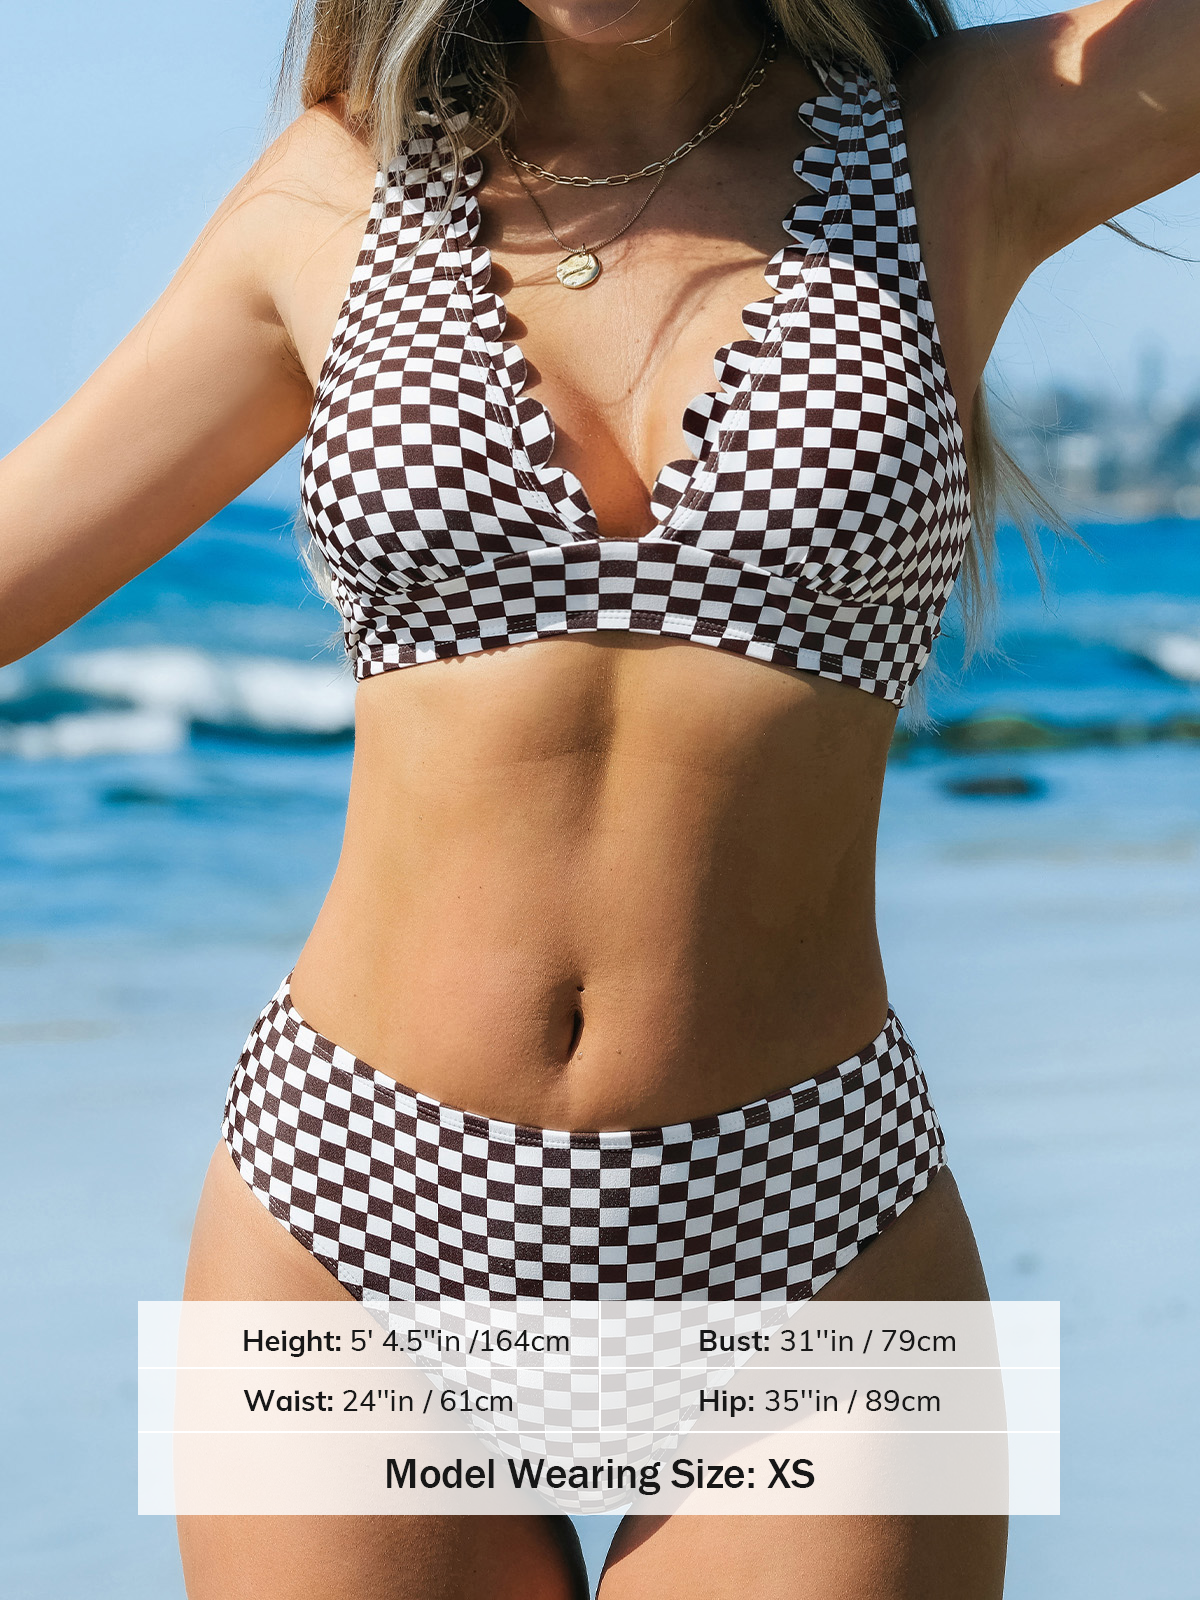 Height: 5' 4.5''in /164cm Bust: 31''in / 79cm
Waist: 24''in / 61cm Hip: 35''in / 89cm
Model Wearing Size: XS